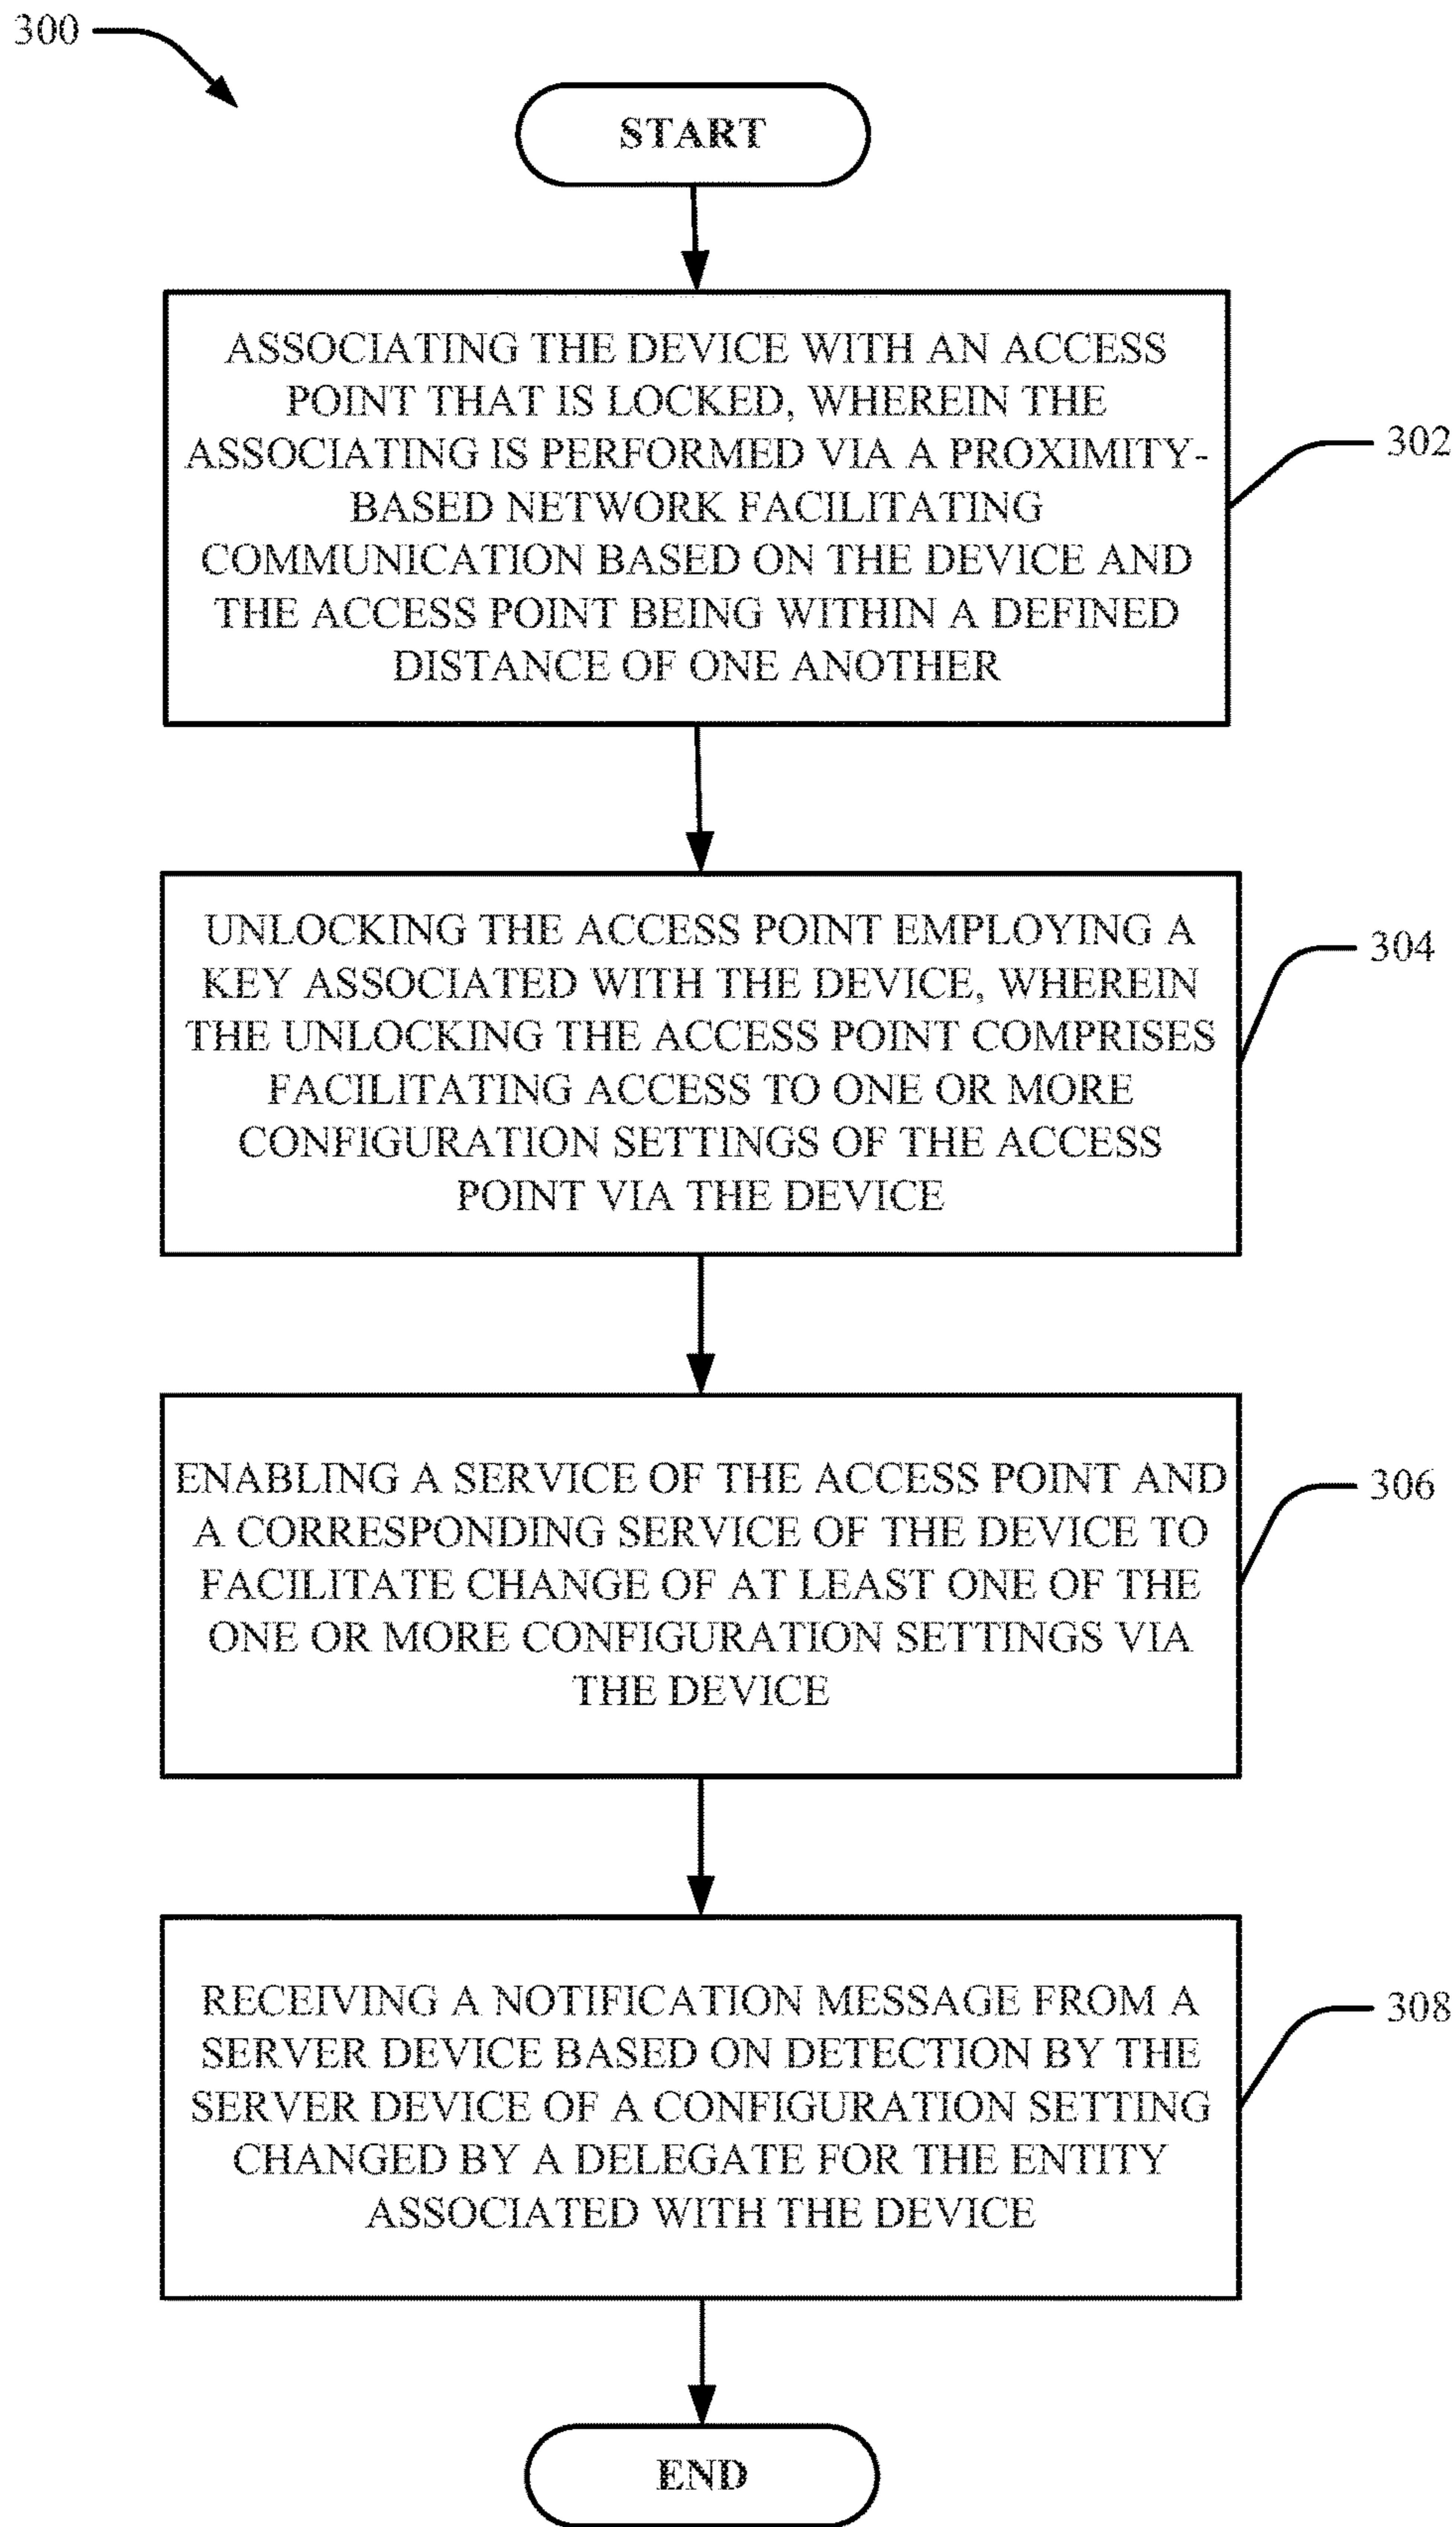 300
START
ASSOCIATING THE DEVICE WITH AN ACCESS
POINT THAT IS LOCKED, WHEREIN THE
ASSOCIATING IS PERFORMED VIA A PROXIMITY-
BASED NETWORK FACILITATING
COMMUNICATION BASED ON THE DEVICE AND
THE ACCESS POINT BEING WITHIN A DEFINED
DISTANCE OF ONE ANOTHER
302
UNLOCKING THE ACCESS POINT EMPLOYING A
KEY ASSOCIATED WITH THE DEVICE, WHEREIN
THE UNLOCKING THE ACCESS POINT COMPRISES
FACILITATING ACCESS TO ONE OR MORE
CONFIGURATION SETTINGS OF THE ACCESS
POINT VIA THE DEVICE
304
ENABLING A SERVICE OF THE ACCESS POINT AND
A CORRESPONDING SERVICE OF THE DEVICE TO
FACILITATE CHANGE OF AT LEAST ONE OF THE
ONE OR MORE CONFIGURATION SETTINGS VIA
THE DEVICE
306
RECEIVING A NOTIFICATION MESSAGE FROM A
SERVER DEVICE BASED ON DETECTION BY THE
SERVER DEVICE OF A CONFIGURATION SETTING
CHANGED BY A DELEGATE FOR THE ENTITY
ASSOCIATED WITH THE DEVICE
308
END